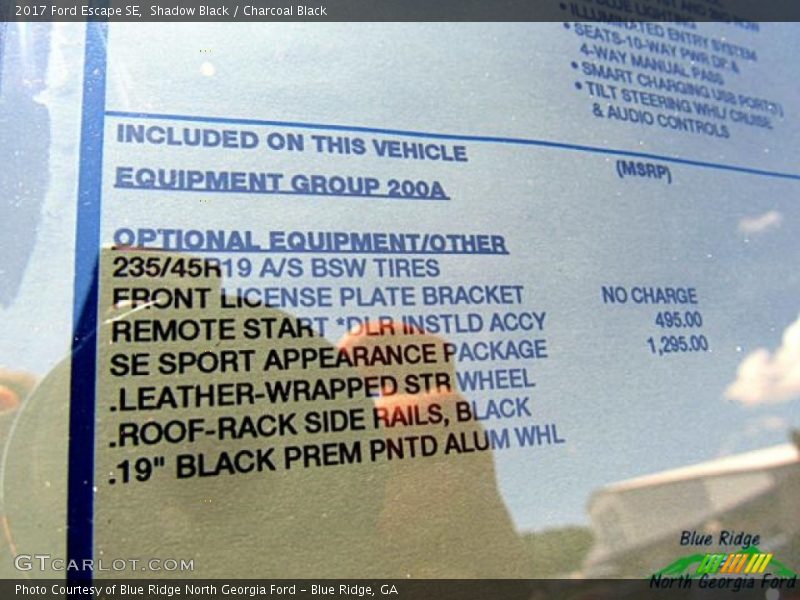 2017 Ford Escape SE, Shadow Black / Charcoal Black
• ILLUMINATED ENTRY SYSTEM
• SEATS-10-WAY PWR DR &
4-WAY MANUAL PASS
• SMART CHARGING USB PORT(1)
• TILT STEERING WHL/ CRUISE
& AUDIO CONTROLS
INCLUDED ON THIS VEHICLE
(MSRP)
EQUIPMENT GROUP 200A
OPTIONAL EQUIPMENT/OTHER
235/45R19 A/S BSW TIRES
FRONT LICENSE PLATE BRACKET NO CHARGE
REMOTE START *DLR INSTLD ACCY 495.00
SE SPORT APPEARANCE PACKAGE 1,295.00
.LEATHER-WRAPPED STR WHEEL
.ROOF-RACK SIDE RAILS, BLACK
.19" BLACK PREM PNTD ALUM WHL
Blue Ridge
North Georgia Ford
GTCARLOT.COM
Photo Courtesy of Blue Ridge North Georgia Ford – Blue Ridge, GA